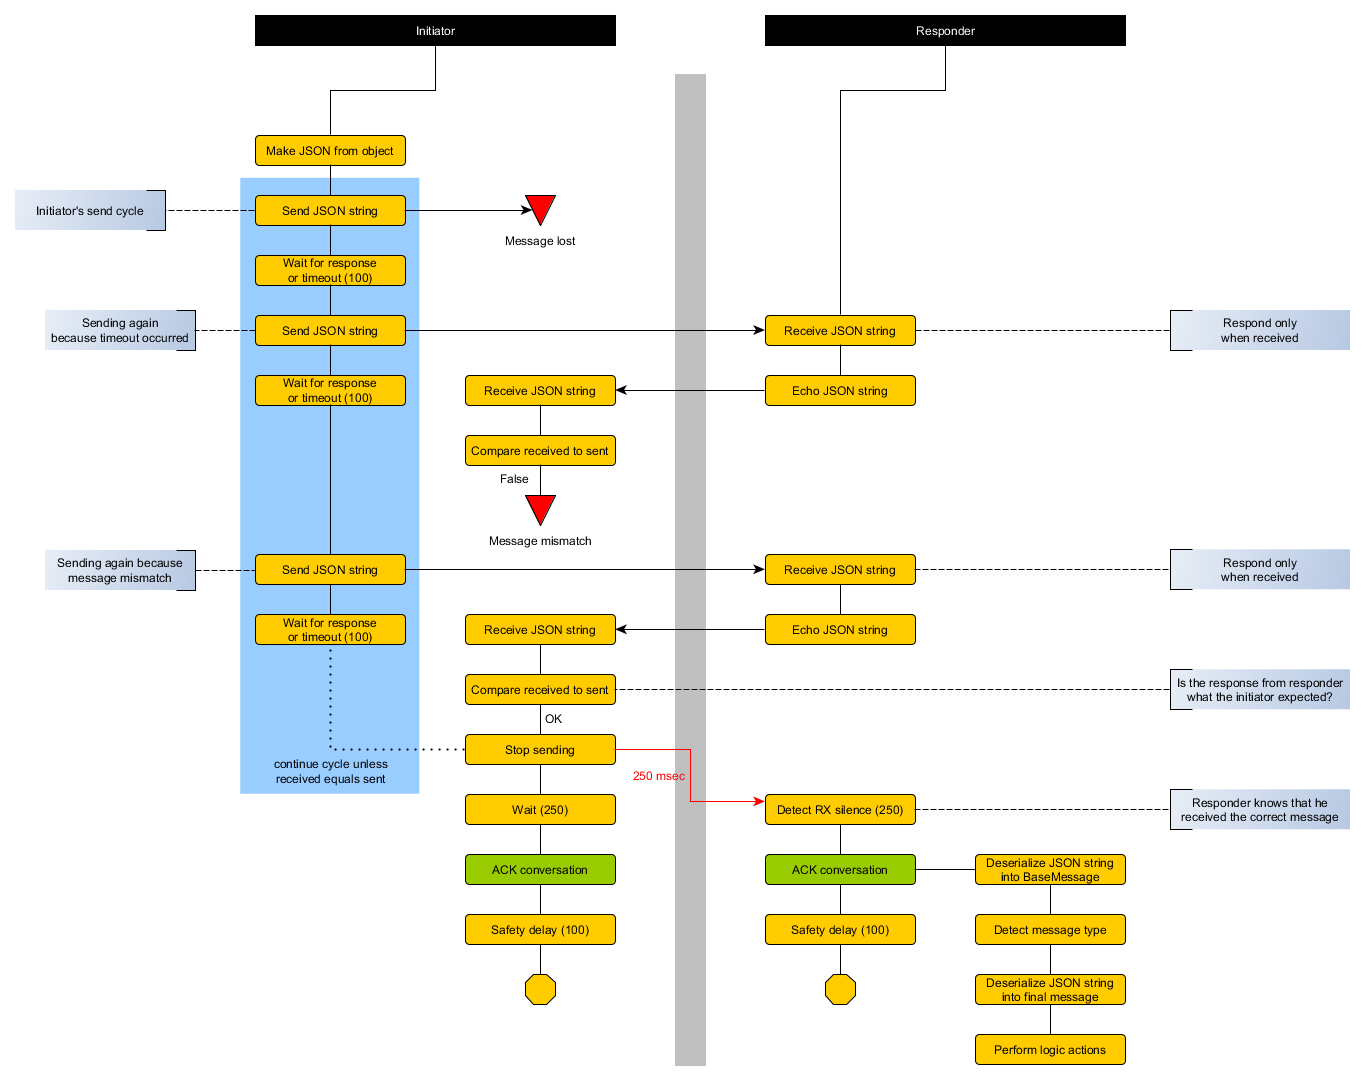 Initiator
Responder
Make JSON from object
Initiator's send cycle
Send JSON string
Message lost
Wait for response
or timeout (100)
Sending again
because timeout occurred
Send JSON string
Receive JSON string
Respond only
when received
Wait for response
or timeout (100)
Receive JSON string
Echo JSON string
Compare received to sent
False
Message mismatch
Sending again because
message mismatch
Send JSON string
Receive JSON string
Respond only
when received
Wait for response
or timeout (100)
Receive JSON string
Echo JSON string
Compare received to sent
Is the response from responder
what the initiator expected?
OK
Stop sending
continue cycle unless
received equals sent
250 msec
Wait (250)
Detect RX silence (250)
Responder knows that he
received the correct message
ACK conversation
ACK conversation
Deserialize JSON string
into BaseMessage
Safety delay (100)
Safety delay (100)
Detect message type
Deserialize JSON string
into final message
Perform logic actions